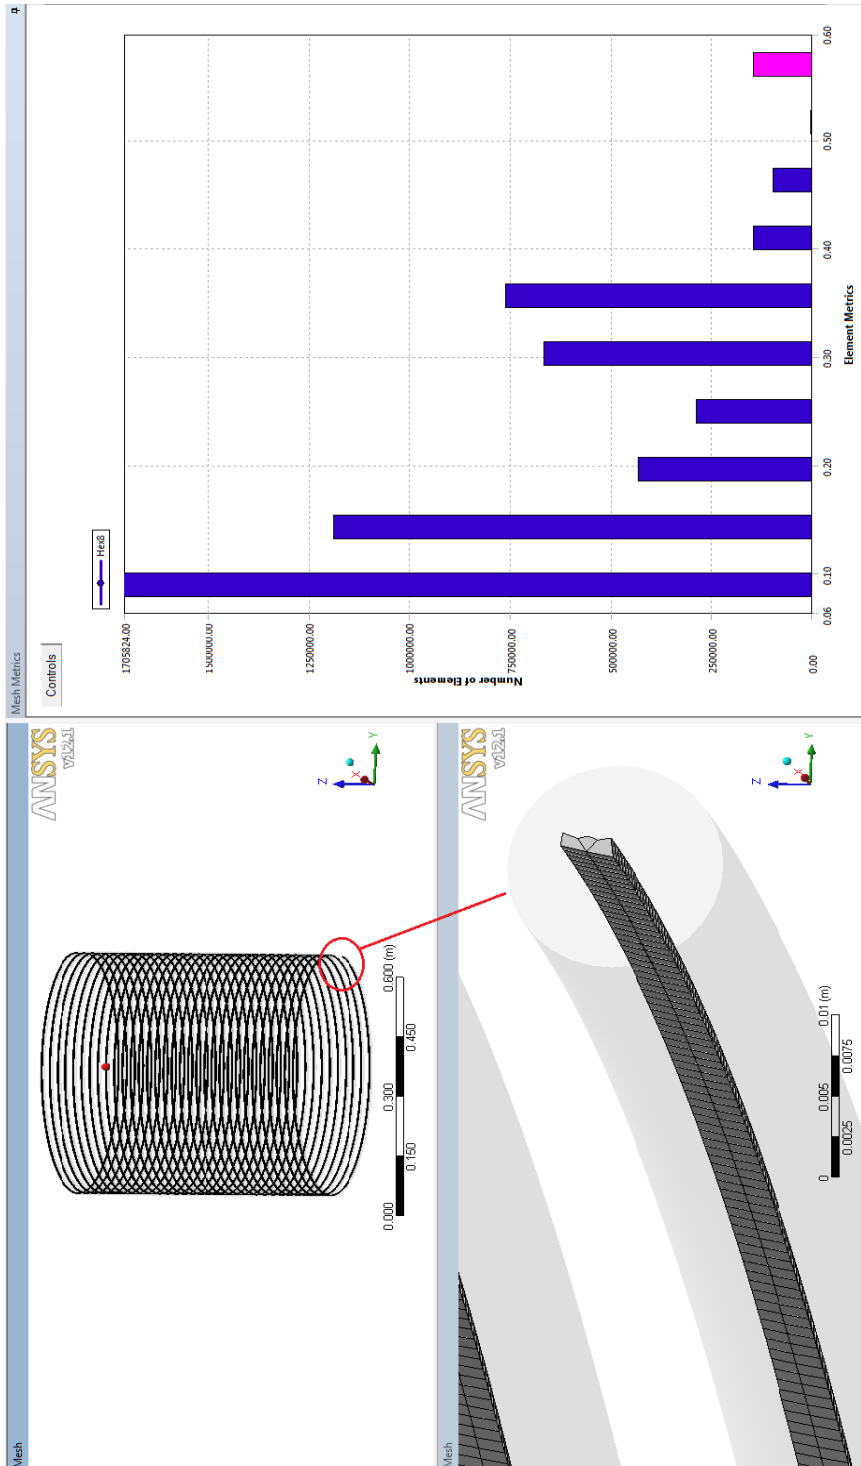 Mesh
ANSYS
v12.1
Z
X
Y
0.000
0.150
0.300
0.450
0.600 (m)
Mesh
ANSYS
v12.1
Z
X
Y
0
0.0025
0.005
0.0075
0.01 (m)
Mesh Metrics
Controls
Hex8
Number of Elements
1705824.00
1500000.00
1250000.00
1000000.00
750000.00
500000.00
250000.00
0.00
0.06
0.10
0.20
0.30
0.40
0.50
0.60
Element Metrics